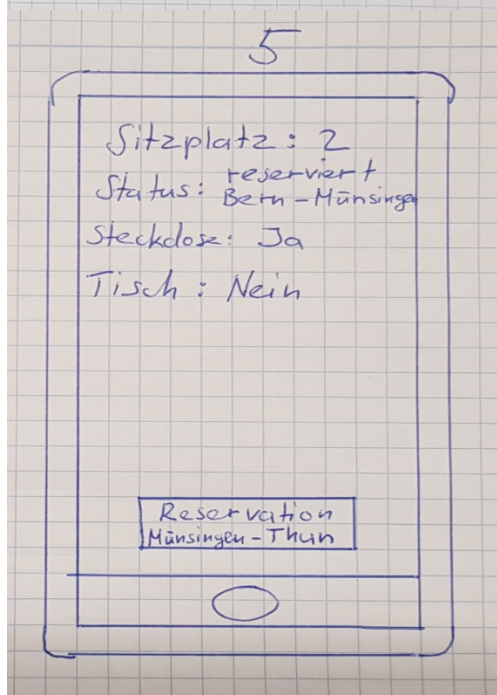 5
Sitzplatz: 2
Status: reserviert
Bern - Münsingen
Steckdose: Ja
Tisch: Nein
Reservation
Münsingen - Thun